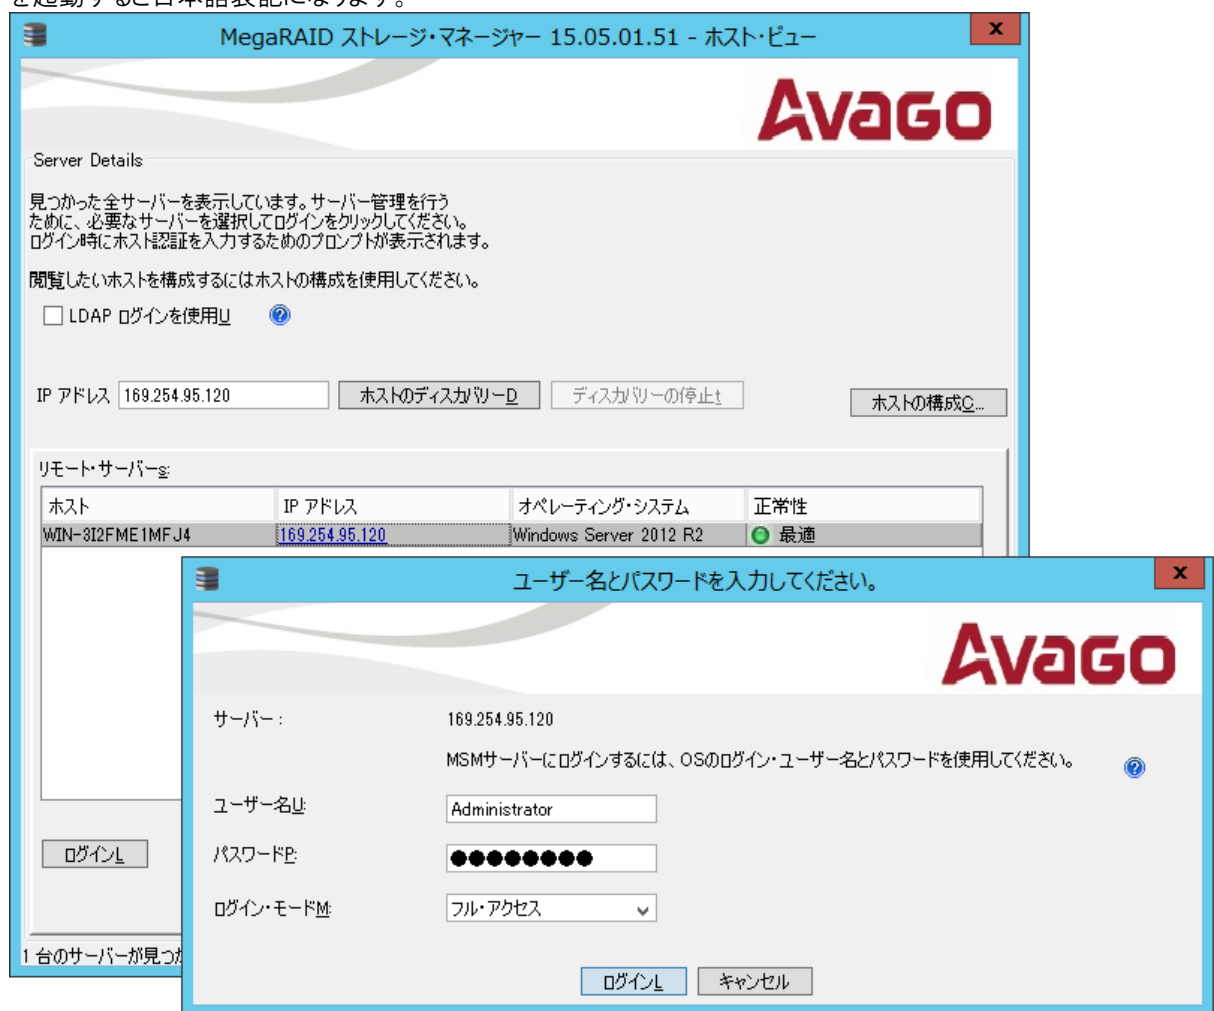 を起動すると日本語表記になります。
MegaRAID ストレージ・マネージャー 15.05.01.51 - ホスト・ビュー
x
Avago
Server Details
見つかった全サーバーを表示しています。サーバー管理を行う
ために、必要なサーバーを選択してログインをクリックしてください。
ログイン時にホスト認証を入力するためのプロンプトが表示されます。
閲覧したいホストを構成するにはホストの構成を使用してください。
LDAP ログインを使用U
IP アドレス 169.254.95.120 ホストのディスカバリーD ディスカバリーの停止t ホストの構成C...
リモート・サーバーs:
ホスト IP アドレス オペレーティング・システム 正常性
WIN-3I2FME1MFJ4 169.254.95.120 Windows Server 2012 R2 最適
ログインL
1 台のサーバーが見つか
ユーザー名とパスワードを入力してください。
x
Avago
サーバー : 169.254.95.120
MSMサーバーにログインするには、OSのログイン・ユーザー名とパスワードを使用してください。
ユーザー名U: Administrator
パスワードP: ●●●●●●●●
ログイン・モードM: フル・アクセス
ログインL キャンセル